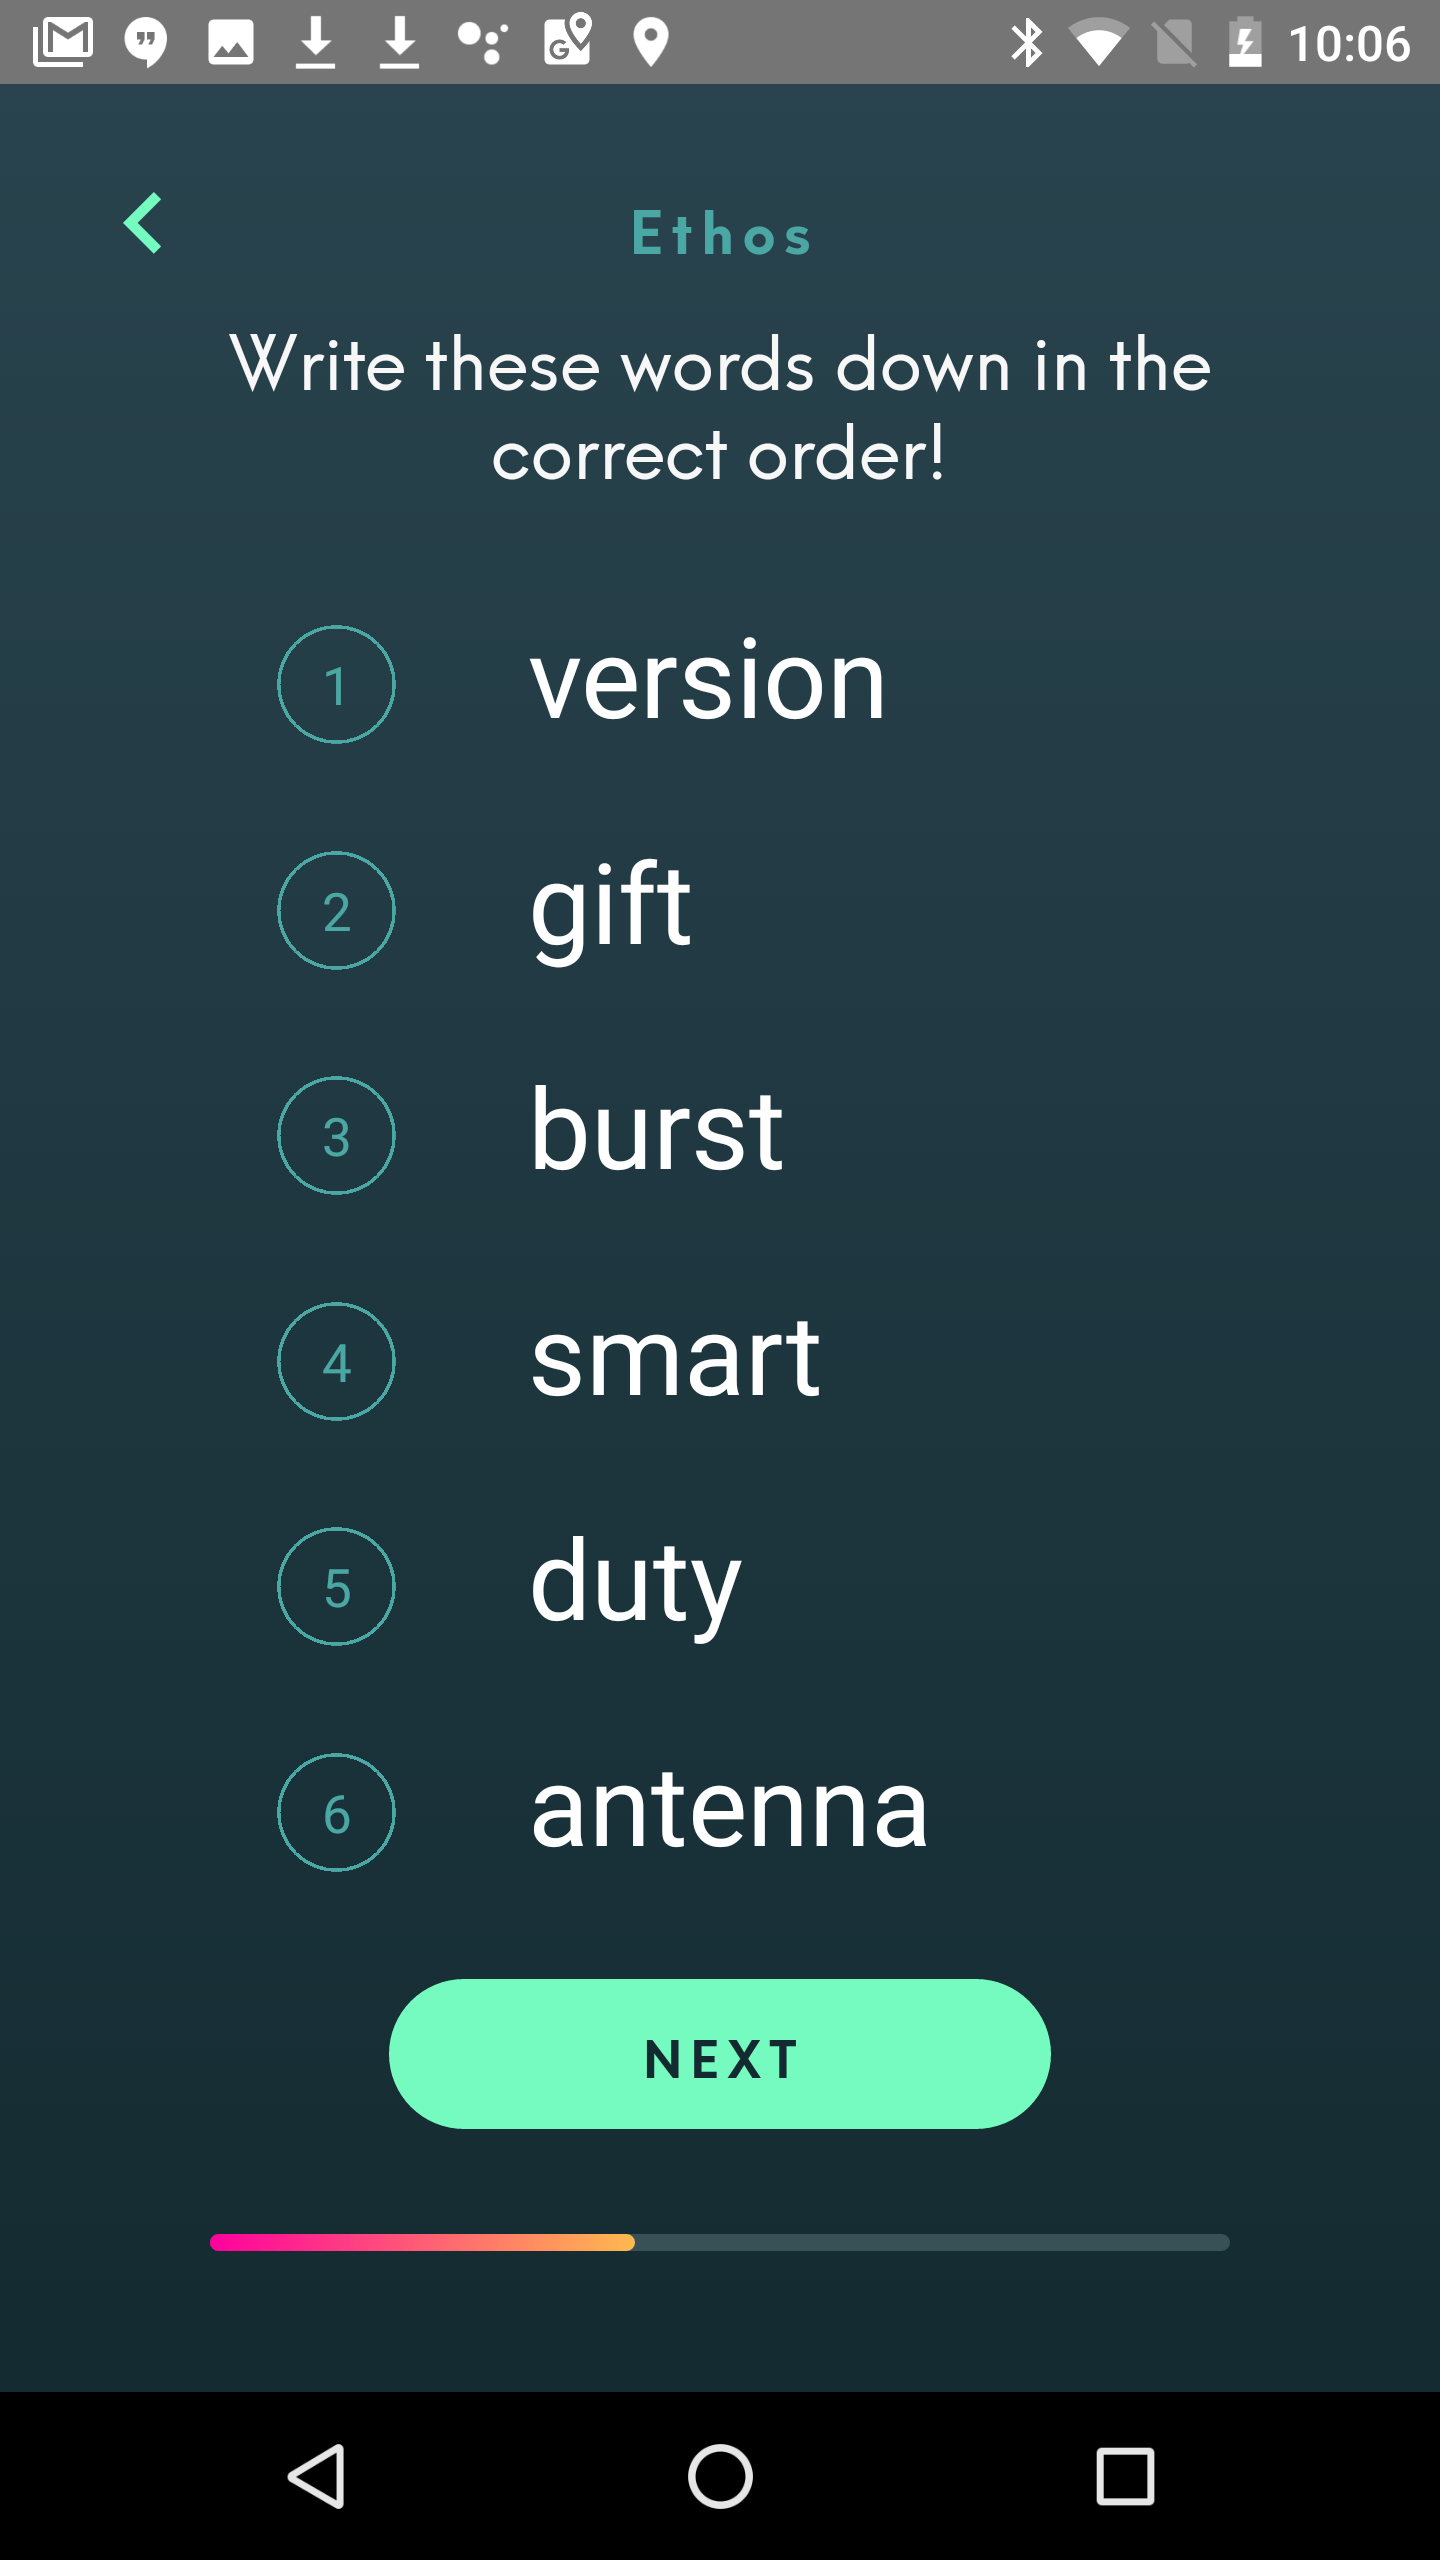 10:06
Ethos
Write these words down in the
correct order!
1 version
2 gift
3 burst
4 smart
5 duty
6 antenna
NEXT